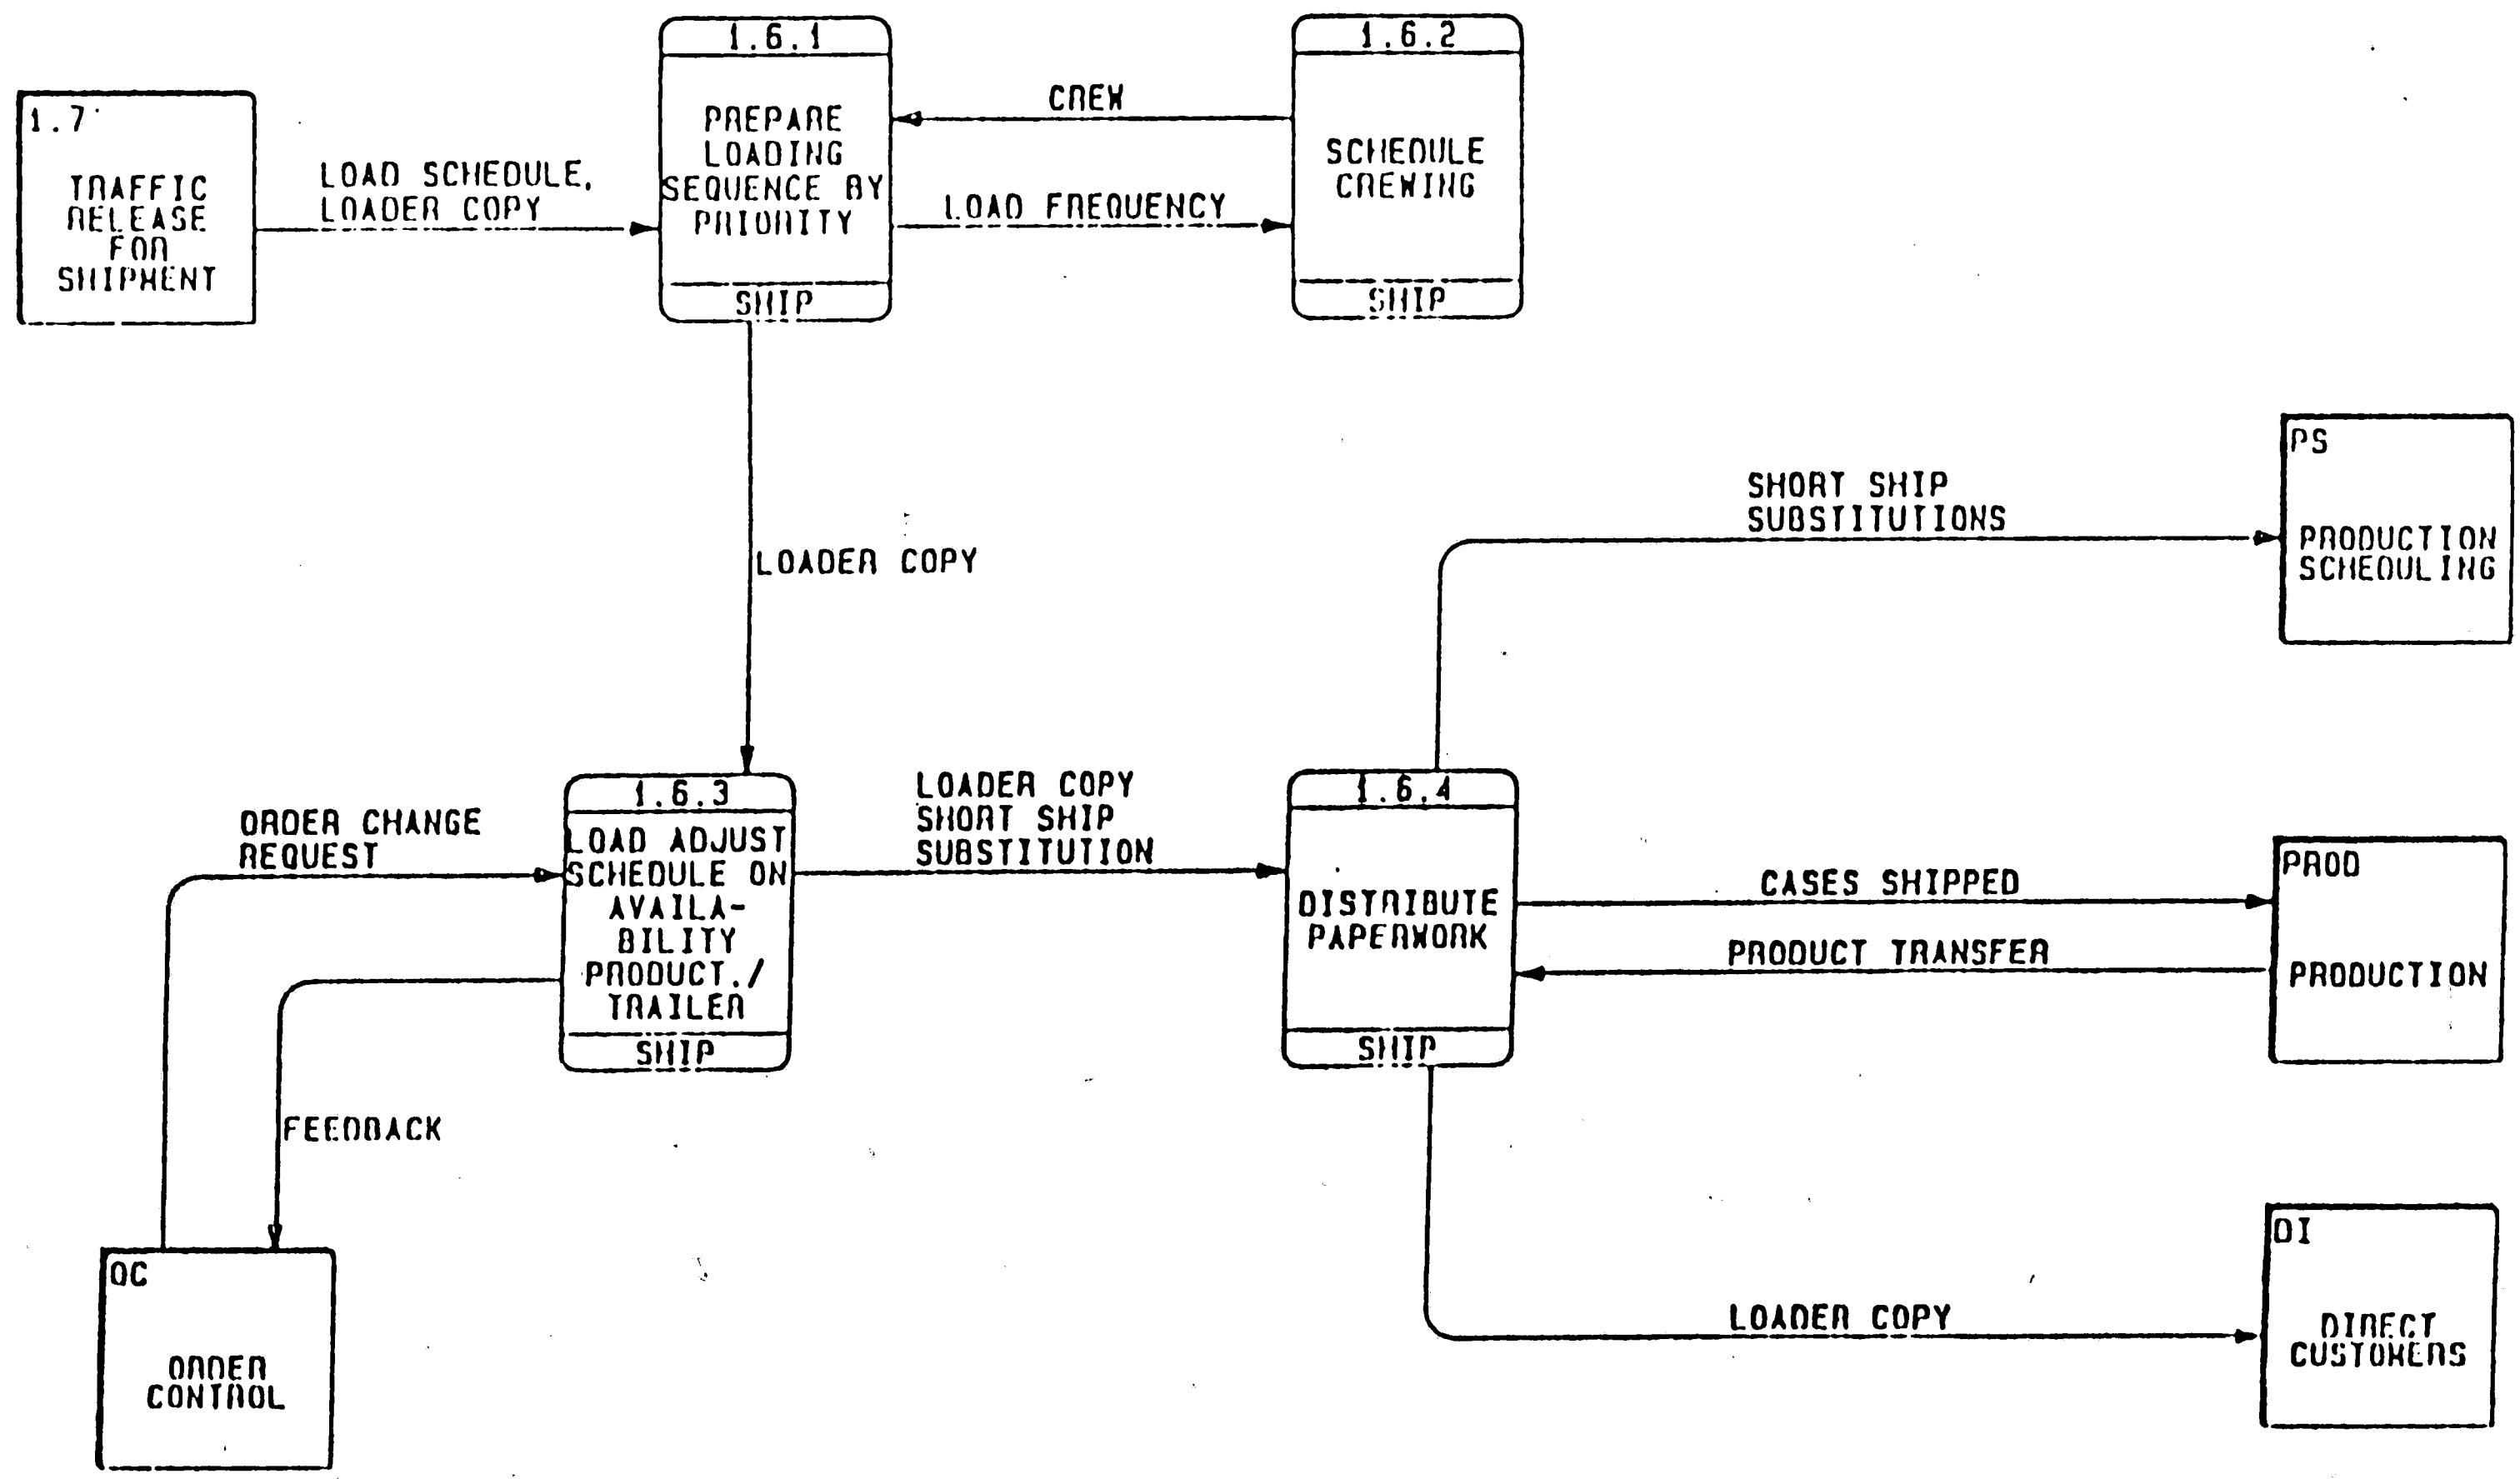 1.6.1
PREPARE
LOADING
SEQUENCE BY
PRIORITY
SHIP
1.6.2
SCHEDULE
CREWING
SHIP
CREW
LOAD FREQUENCY
1.7
TRAFFIC
RELEASE
FOR
SHIPMENT
LOAD SCHEDULE,
LOADER COPY
LOADER COPY
PS
PRODUCTION
SCHEDULING
SHORT SHIP
SUBSTITUTIONS
1.6.3
LOAD ADJUST
SCHEDULE ON
AVAILA-
BILITY
PRODUCT./
TRAILER
SHIP
ORDER CHANGE
REQUEST
LOADER COPY
SHORT SHIP
SUBSTITUTION
1.6.4
DISTRIBUTE
PAPERWORK
SHIP
CASES SHIPPED
PRODUCT TRANSFER
PROD
PRODUCTION
FEEDBACK
OC
ORDER
CONTROL
LOADER COPY
DI
DIRECT
CUSTOMERS